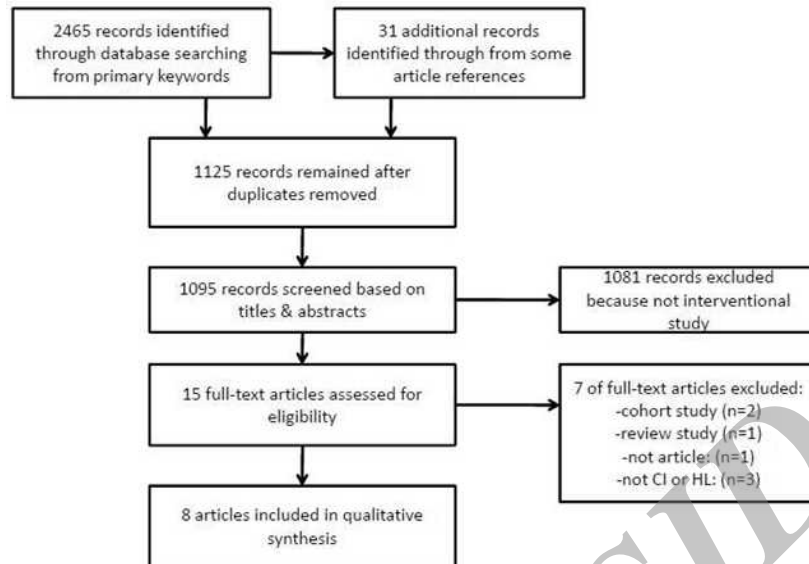 2465 records identified
through database searching
from primary keywords
31 additional records
identified through from some
article references
1125 records remained after
duplicates removed
1095 records screened based on
titles & abstracts
1081 records excluded
because not interventional
study
15 full-text articles assessed for
eligibility
7 of full-text articles excluded:
-cohort study (n=2)
-review study (n=1)
-not article: (n=1)
-not CI or HL: (n=3)
8 articles included in qualitative
synthesis
SID